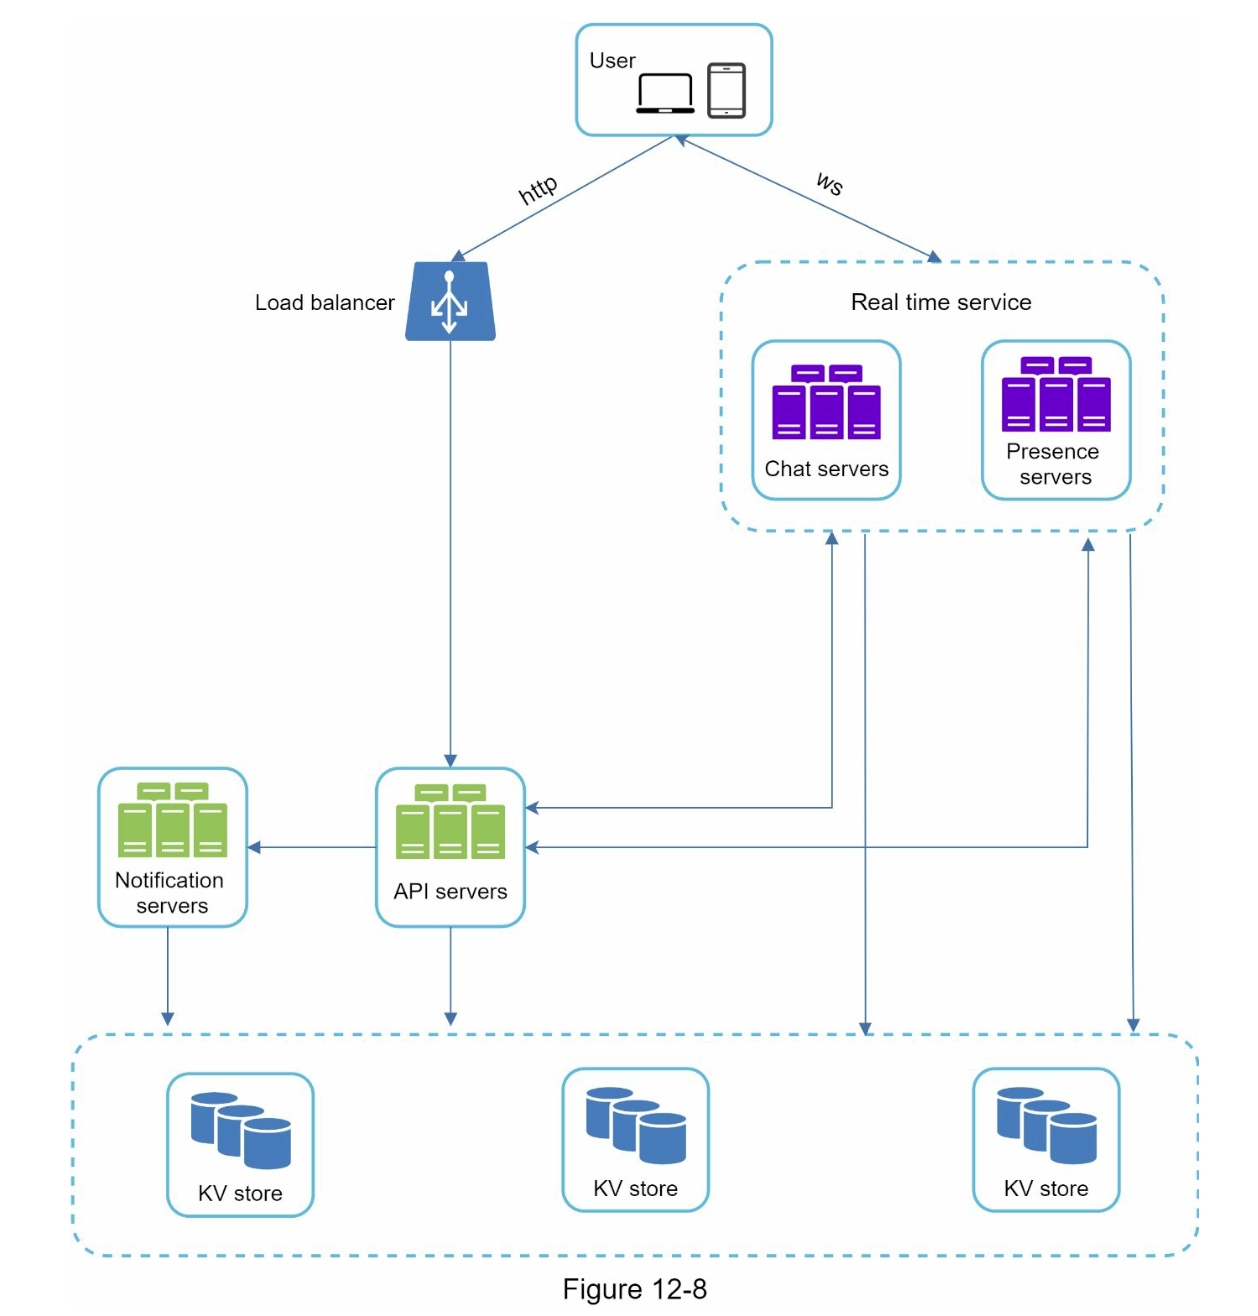 User
http
ws
Load balancer
Real time service
Chat servers
Presence
servers
Notification
servers
API servers
KV store
KV store
KV store
Figure 12-8